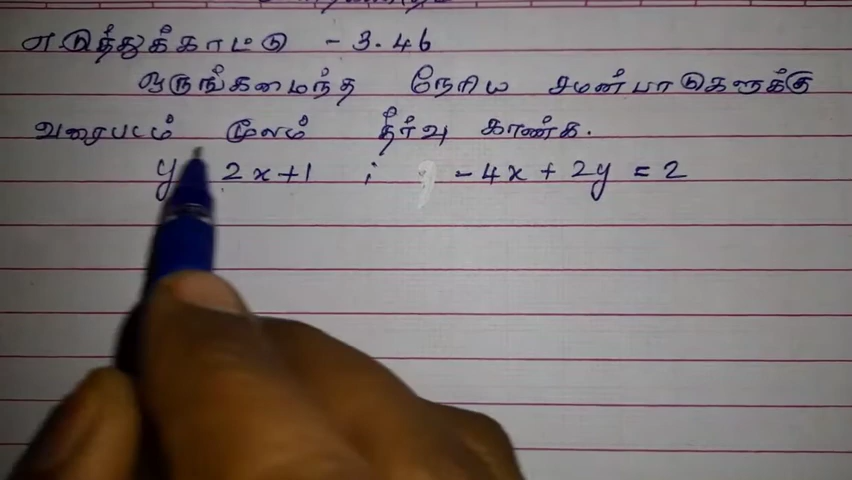 எடுத்துக்காட்டு - 3.46
ஒருங்கமைந்த நேரிய சமன்பாடுகளுக்கு
வரைபடம் மூலம் தீர்வு காண்க.
y 2x+1 ; -4x + 2y = 2